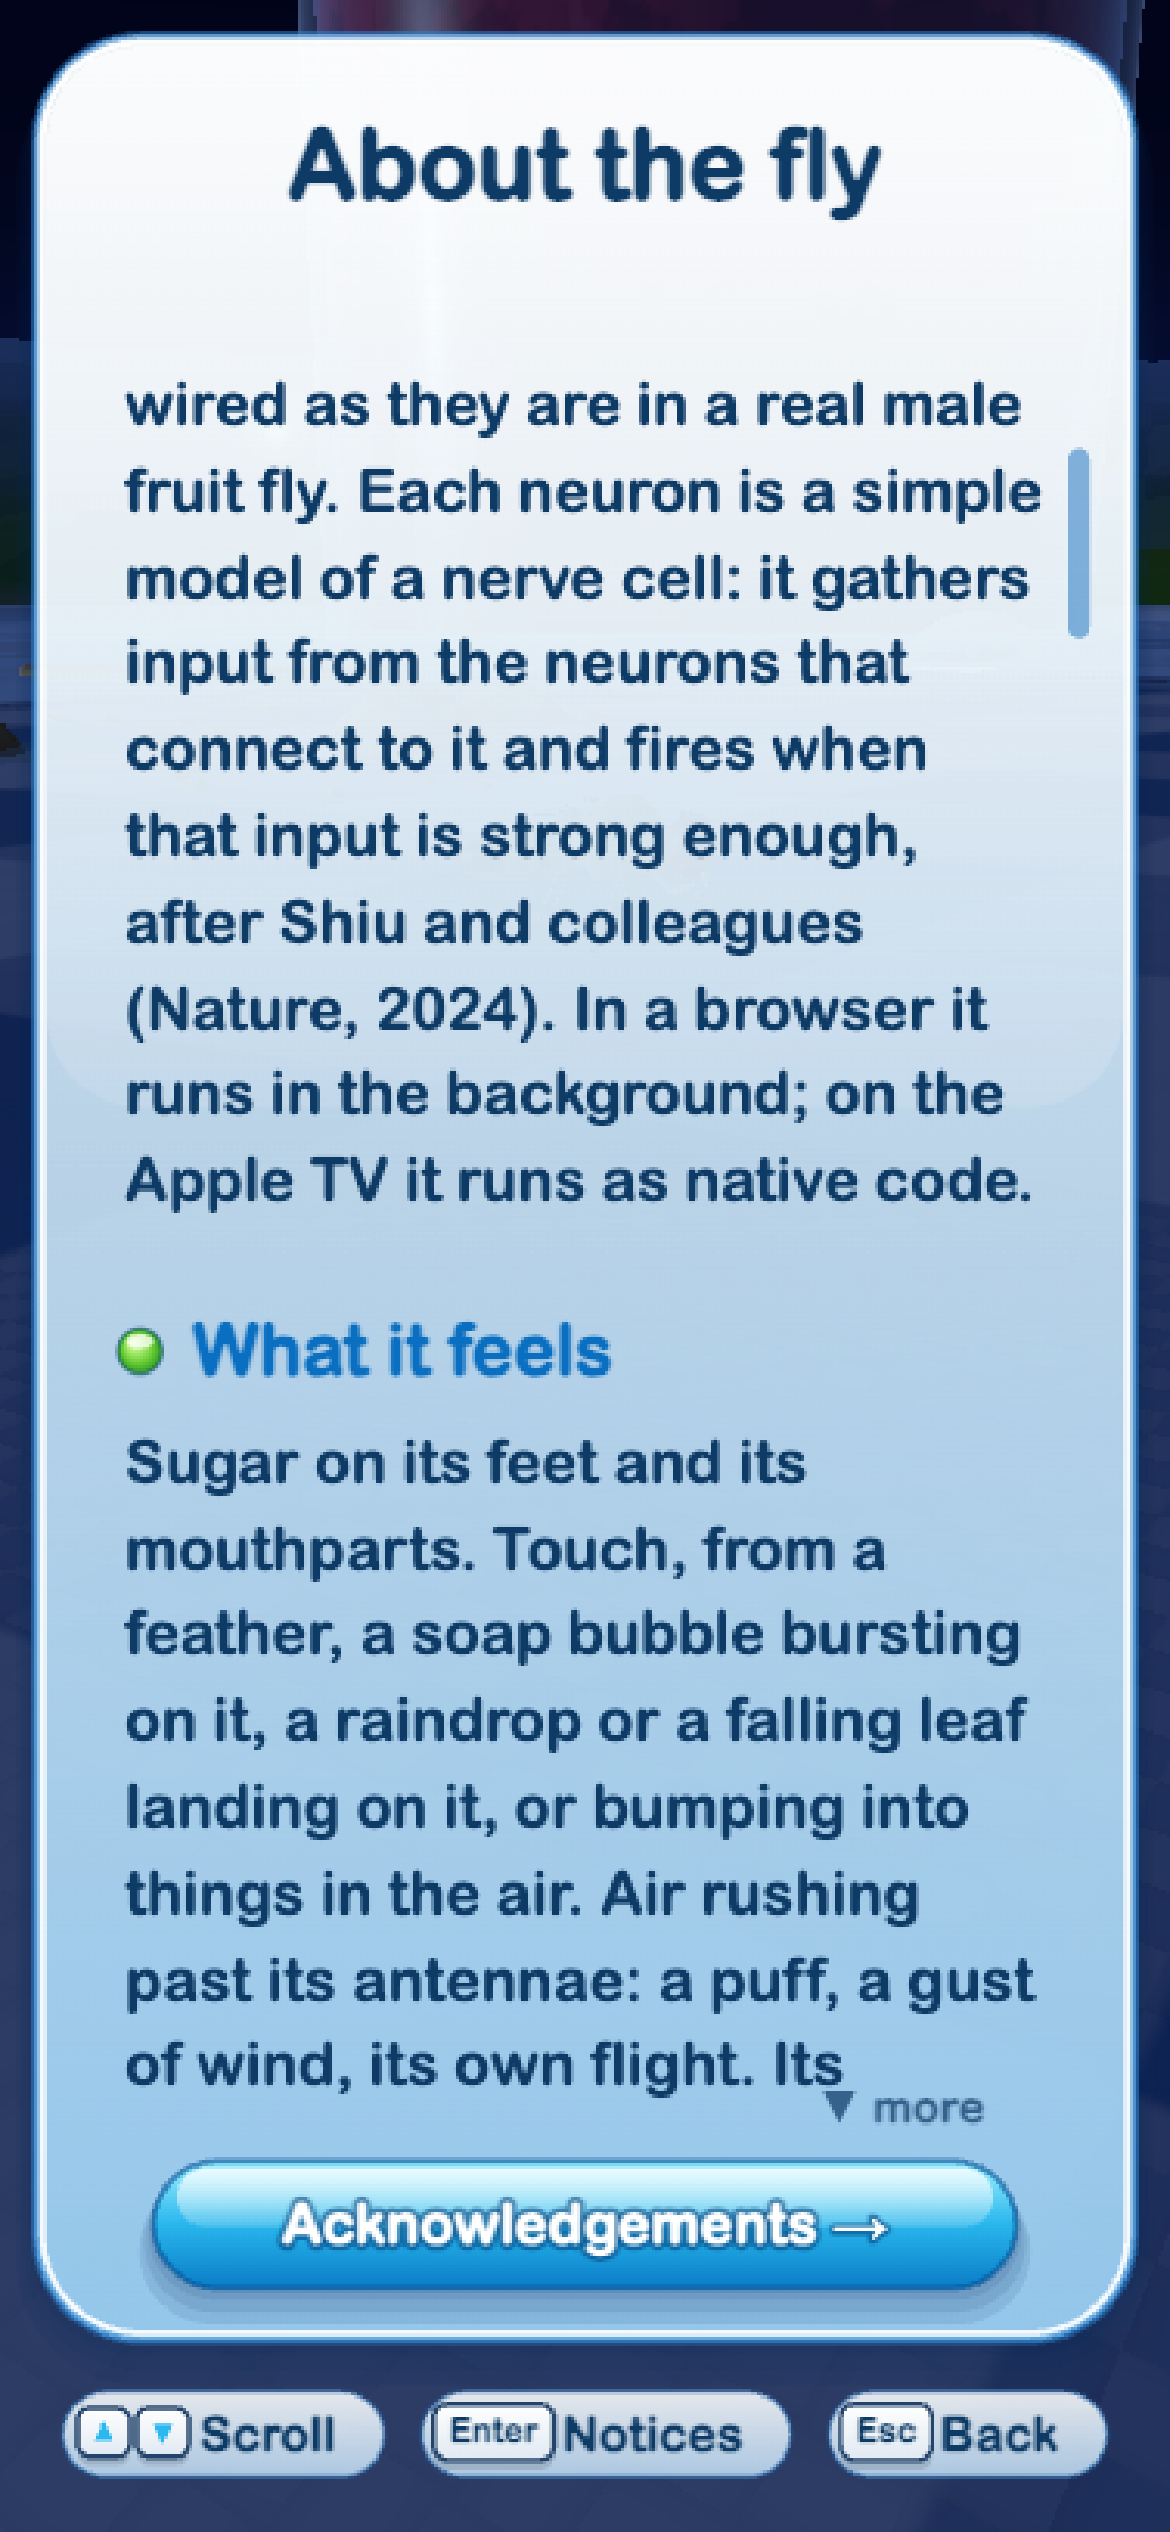 About the fly
wired as they are in a real male
fruit fly. Each neuron is a simple
model of a nerve cell: it gathers
input from the neurons that
connect to it and fires when
that input is strong enough,
after Shiu and colleagues
(Nature, 2024). In a browser it
runs in the background; on the
Apple TV it runs as native code.
What it feels
Sugar on its feet and its
mouthparts. Touch, from a
feather, a soap bubble bursting
on it, a raindrop or a falling leaf
landing on it, or bumping into
things in the air. Air rushing
past its antennae: a puff, a gust
of wind, its own flight. Its
▼ more
Acknowledgements →
▲ ▼ Scroll Enter Notices Esc Back